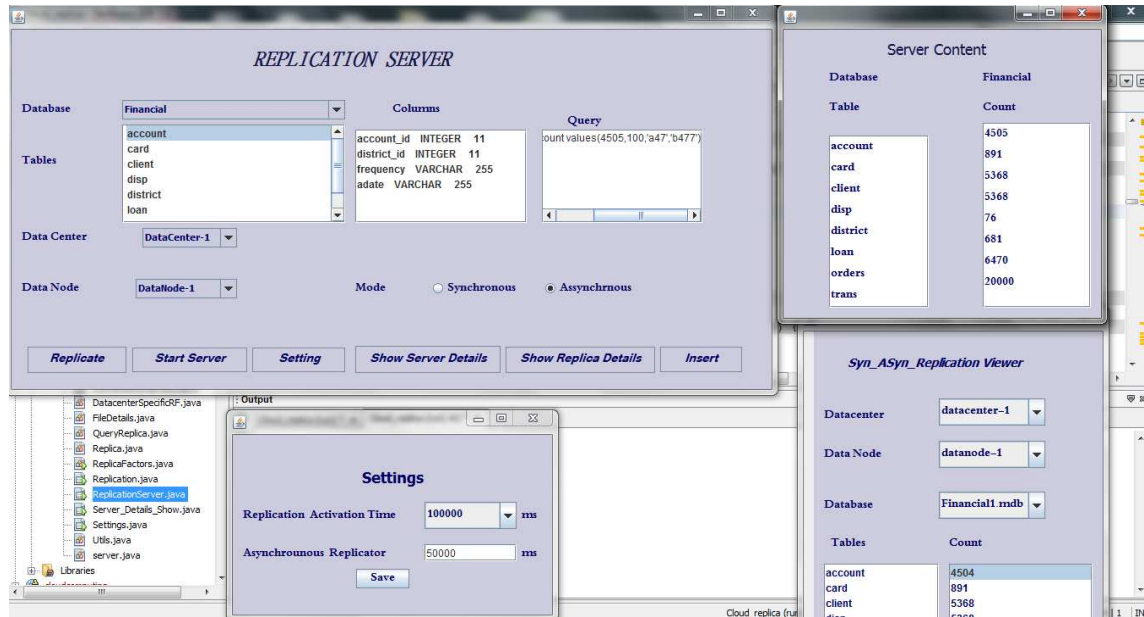 REPLICATION SERVER
Database
Financial
Columns
Query
Tables
account
card
client
disp
district
loan
account_id INTEGER 11
district_id INTEGER 11
frequency VARCHAR 255
adate VARCHAR 255
ount values(4505,100,'a47','b477')
Data Center
DataCenter-1
Data Node
DataNode-1
Mode
Synchronous
Assynchrnous
Replicate
Start Server
Setting
Show Server Details
Show Replica Details
Insert
Server Content
Database Financial
Table Count
account 4505
card 891
client 5368
disp 5368
district 76
loan 681
orders 6470
trans 20000
DatacenterSpecificRF.java
FileDetails.java
QueryReplica.java
Replica.java
ReplicaFactors.java
Replication.java
ReplicationServer.java
Server_Details_Show.java
Settings.java
Utils.java
server.java
Libraries
: Output
Settings
Replication Activation Time 100000 ms
Asynchrounous Replicator 50000 ms
Save
Syn_ASyn_Replication Viewer
Datacenter
datacenter-1
Data Node
datanode-1
Database
Financial1.mdb
Tables Count
account 4504
card 891
client 5368
Cloud_replica (ru
1 IN